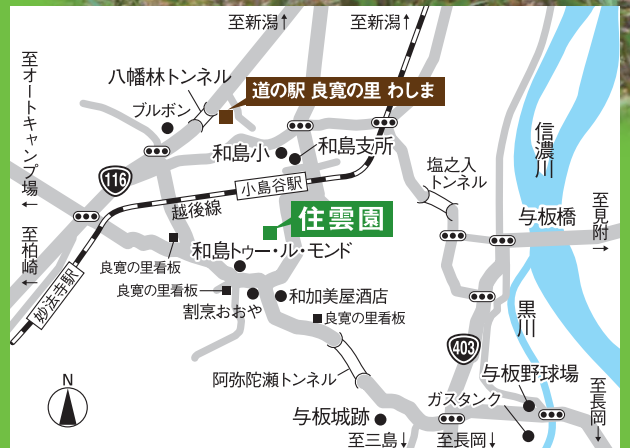 至新潟↑
至新潟↑
至オートキャンプ場↓
八幡林トンネル
道の駅 良寛の里 わしま
ブルボン
和島小
和島支所
信濃川
塩之入
トンネル
116
小島谷駅
越後線
住雲園
与板橋
至見附→
至柏崎↓
良寛の里看板
和島トゥー・ル・モンド
良寛の里看板
和加美屋酒店
割烹おおや
良寛の里看板
妙法寺駅
黒川
403
阿弥陀瀬トンネル
与板野球場
ガスタンク
至長岡↓
N
与板城跡
至三島↓
至長岡↓